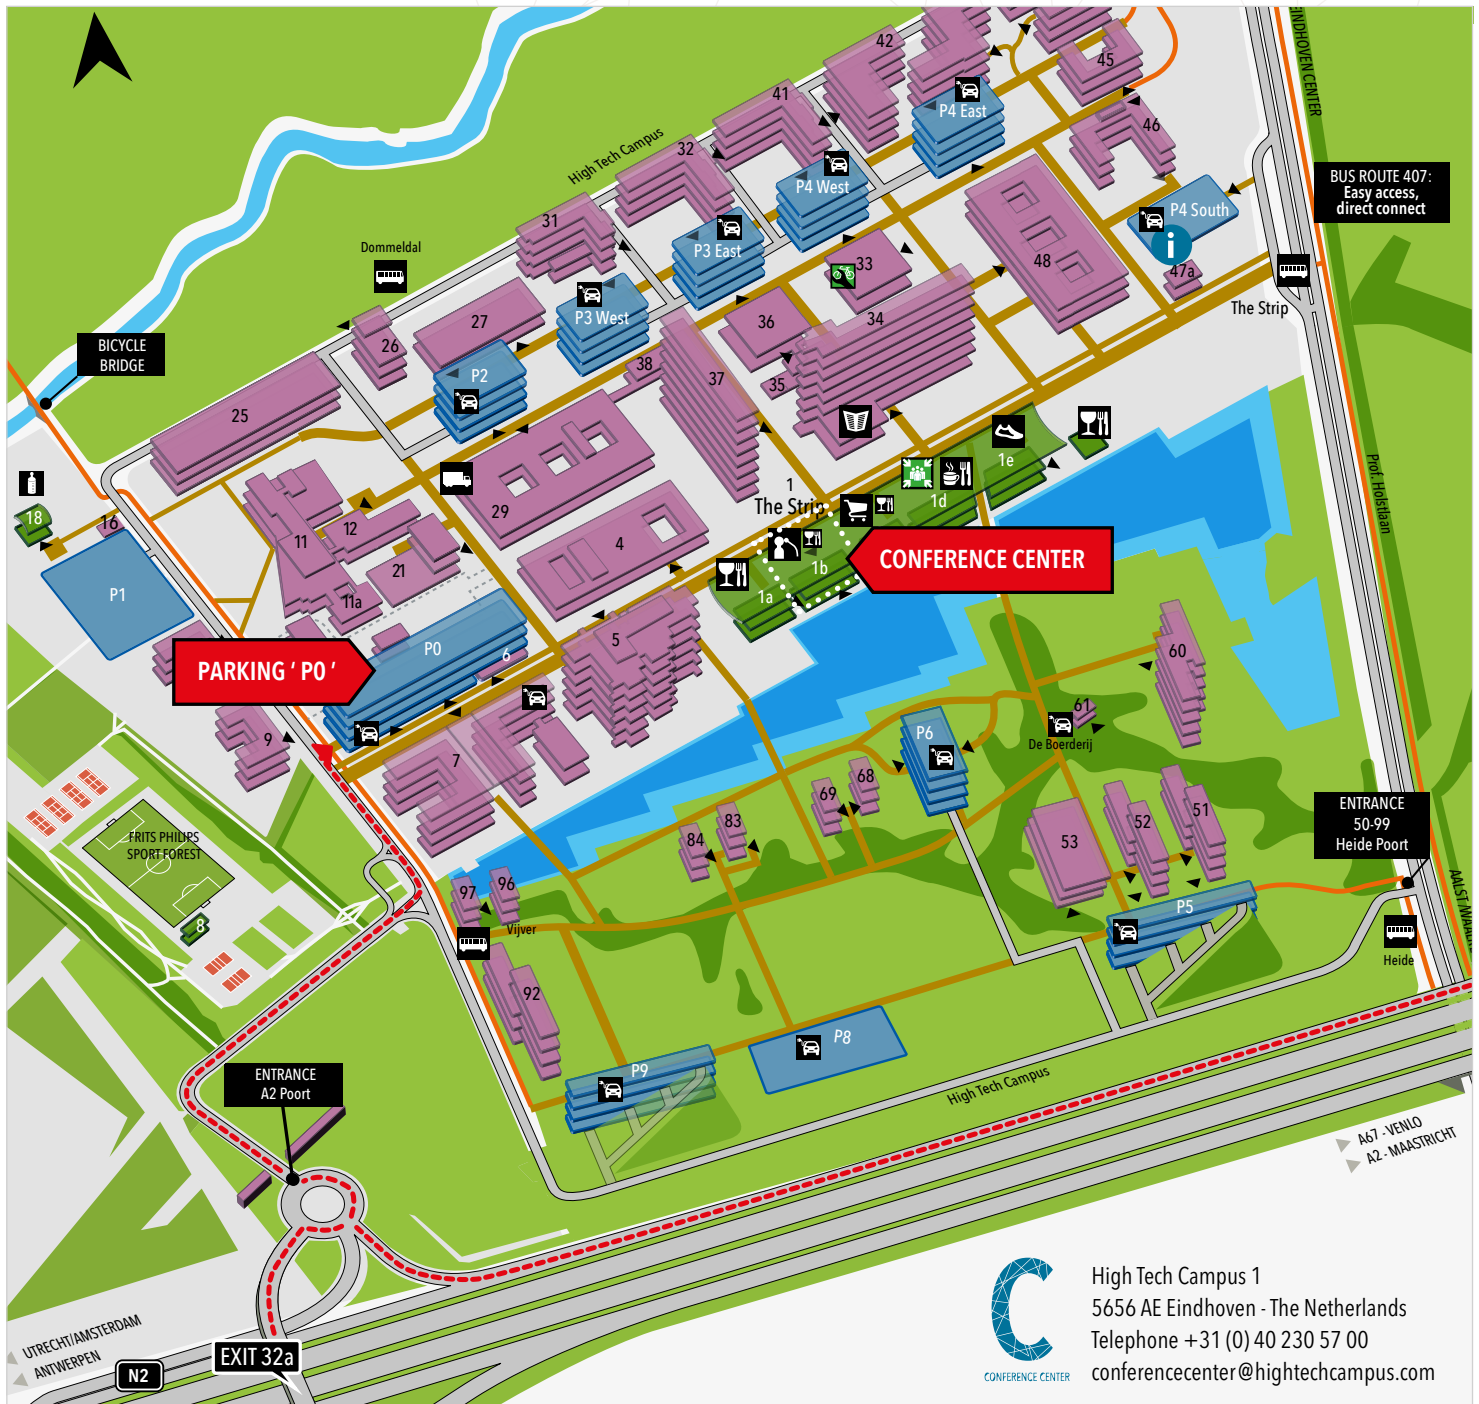 42
45
41
P4 East
46
EINDHOVEN CENTER
High Tech Campus
32
P4 West
BUS ROUTE 407:
Easy access,
direct connect
P4 South
i
31
P3 East
33
48
47a
Dommeldal
P3 West
The Strip
27
36
34
26
BICYCLE
BRIDGE
38
37
35
P2
25
1e
Prof. Holstlaan
1
The Strip
1d
29
18
16
12
11
4
CONFERENCE CENTER
21
1b
P1
11a
1a
P0
5
6
60
PARKING ' P0 '
61
De Boerderij
P6
9
7
68
69
ENTRANCE
50-99
Heide Poort
51
52
53
83
84
FRITS PHILIPS
SPORT FOREST
97
96
P5
8
Vijver
Heide
92
P8
P9
ENTRANCE
A2 Poort
High Tech Campus
A67 - VENLO
A2 - MAASTRICHT
UTRECHT/AMSTERDAM
ANTWERPEN
N2
EXIT 32a
CONFERENCE CENTER
High Tech Campus 1
5656 AE Eindhoven - The Netherlands
Telephone +31 (0) 40 230 57 00
conferencecenter@hightechcampus.com